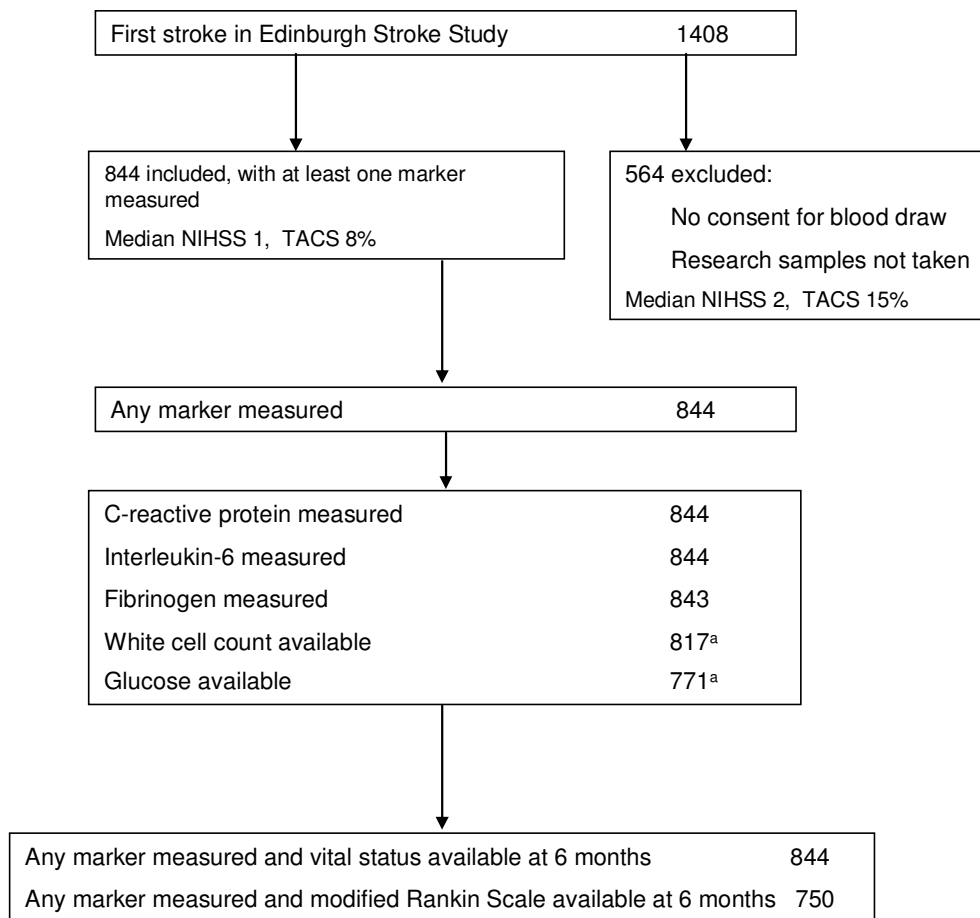 First stroke in Edinburgh Stroke Study 1408
844 included, with at least one marker
measured
Median NIHSS 1, TACS 8%
564 excluded:
No consent for blood draw
Research samples not taken
Median NIHSS 2, TACS 15%
Any marker measured 844
C-reactive protein measured 844
Interleukin-6 measured 844
Fibrinogen measured 843
White cell count available 817ᵃ
Glucose available 771ᵃ
Any marker measured and vital status available at 6 months 844
Any marker measured and modified Rankin Scale available at 6 months 750